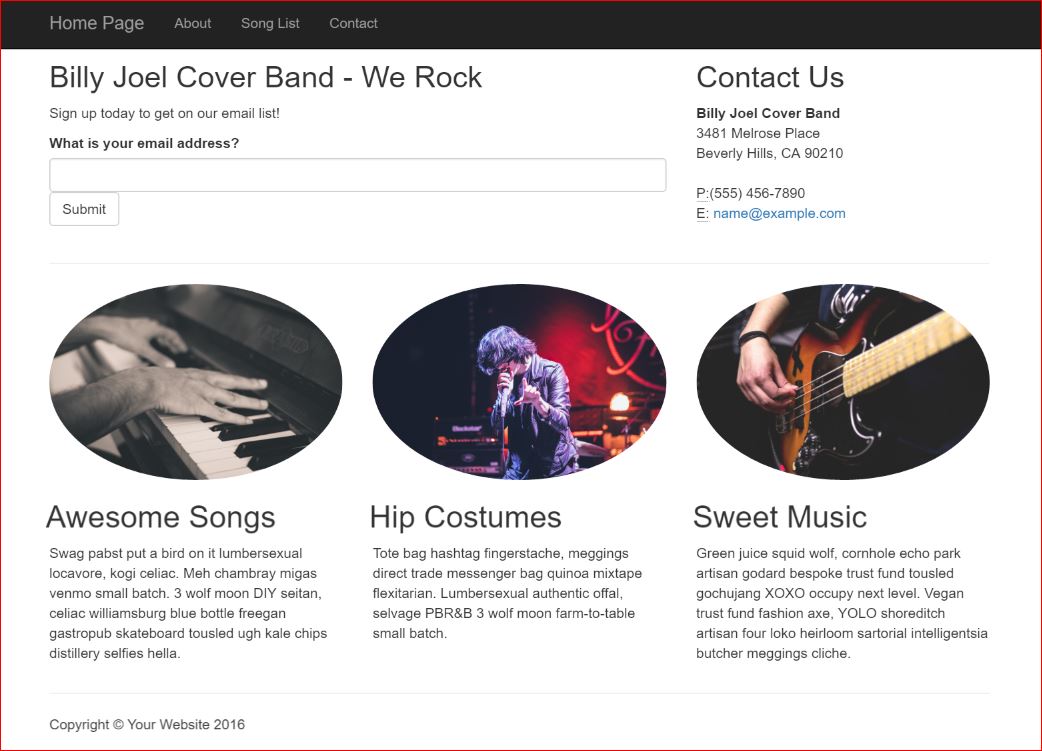 Home Page About Song List Contact
Billy Joel Cover Band - We Rock
Sign up today to get on our email list!
What is your email address?
Submit
Contact Us
Billy Joel Cover Band
3481 Melrose Place
Beverly Hills, CA 90210
P:(555) 456-7890
E: name@example.com
Blackstar
Awesome Songs
Swag pabst put a bird on it lumbersexual
locavore, kogi celiac. Meh chambray migas
venmo small batch. 3 wolf moon DIY seitan,
celiac williamsburg blue bottle freegan
gastropub skateboard tousled ugh kale chips
distillery selfies hella.
Hip Costumes
Tote bag hashtag fingerstache, meggings
direct trade messenger bag quinoa mixtape
flexitarian. Lumbersexual authentic offal,
selvage PBR&B 3 wolf moon farm-to-table
small batch.
Sweet Music
Green juice squid wolf, cornhole echo park
artisan godard bespoke trust fund tousled
gochujang XOXO occupy next level. Vegan
trust fund fashion axe, YOLO shoreditch
artisan four loko heirloom sartorial intelligentsia
butcher meggings cliche.
Copyright © Your Website 2016